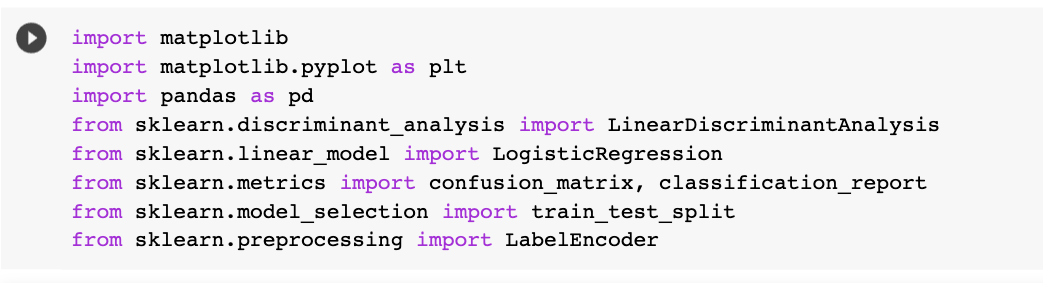 import matplotlib
import matplotlib.pyplot as plt
import pandas as pd
from sklearn.discriminant_analysis import LinearDiscriminantAnalysis
from sklearn.linear_model import LogisticRegression
from sklearn.metrics import confusion_matrix, classification_report
from sklearn.model_selection import train_test_split
from sklearn.preprocessing import LabelEncoder